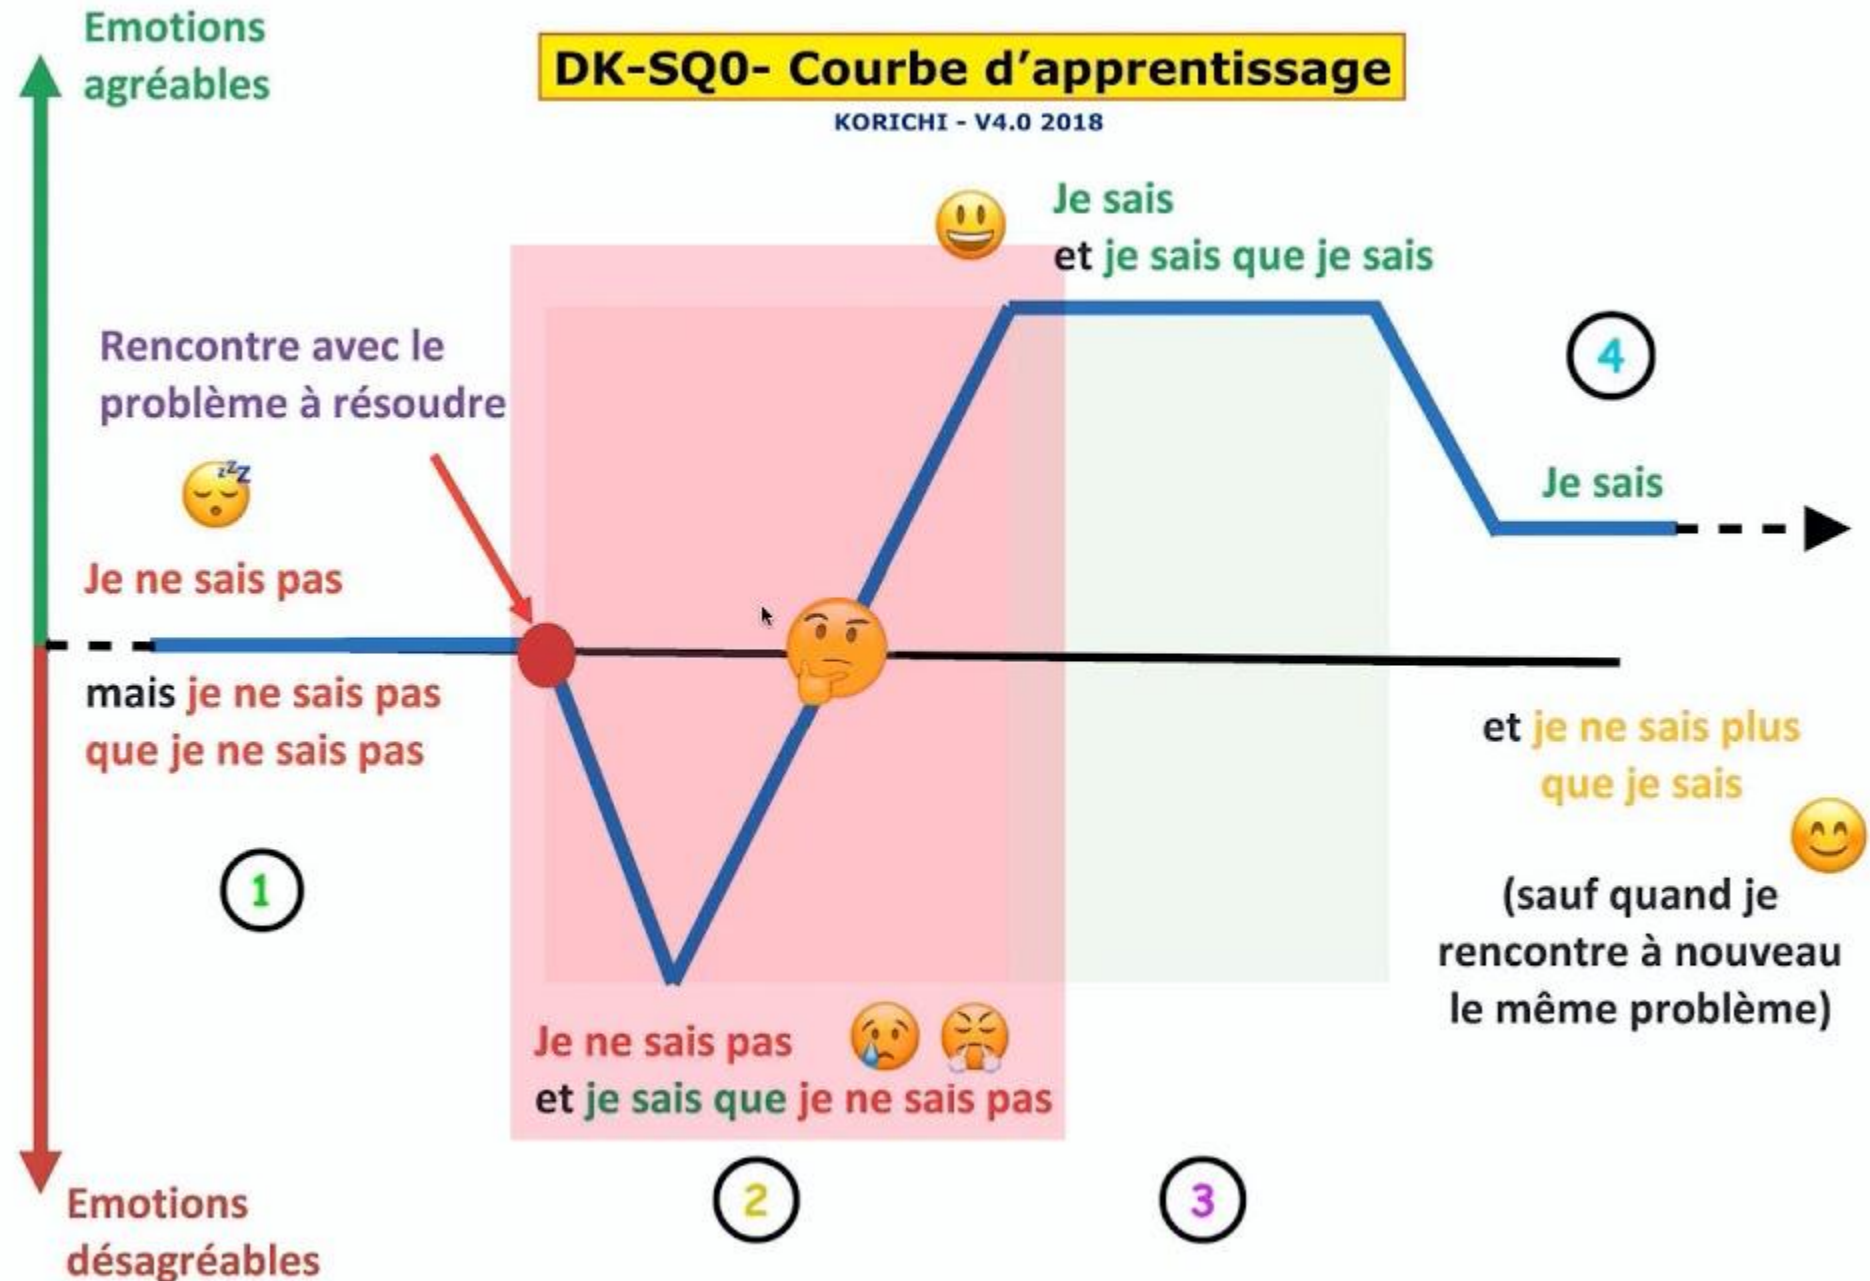 Emotions
agréables
DK-SQ0- Courbe d’apprentissage
KORICHI - V4.0 2018
Je sais
et je sais que je sais
Rencontre avec le
problème à résoudre
zzZ
4
Je sais
Je ne sais pas
mais je ne sais pas
que je ne sais pas
et je ne sais plus
que je sais
1
(sauf quand je
rencontre à nouveau
le même problème)
Je ne sais pas
et je sais que je ne sais pas
2
3
Emotions
désagréables